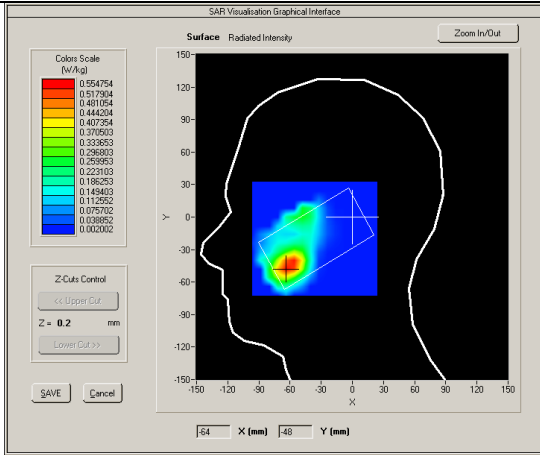 SAR Visualisation Graphical Interface
Surface Radiated Intensity
Zoom In/Out
Colors Scale
(W/kg)
0.554754
0.517904
0.481054
0.444204
0.407354
0.370503
0.333653
0.296803
0.259953
0.223103
0.186253
0.149403
0.112552
0.075702
0.038852
0.002002
150
120
90
60
30
0
-30
-60
-90
-120
-150
Y
-150 -120 -90 -60 -30 0 30 60 90 120 150
X
Z-Cuts Control
<< Upper Cut
Z = 0.2 mm
Lower Cut >>
SAVE Cancel
-64 X (mm) -48 Y (mm)